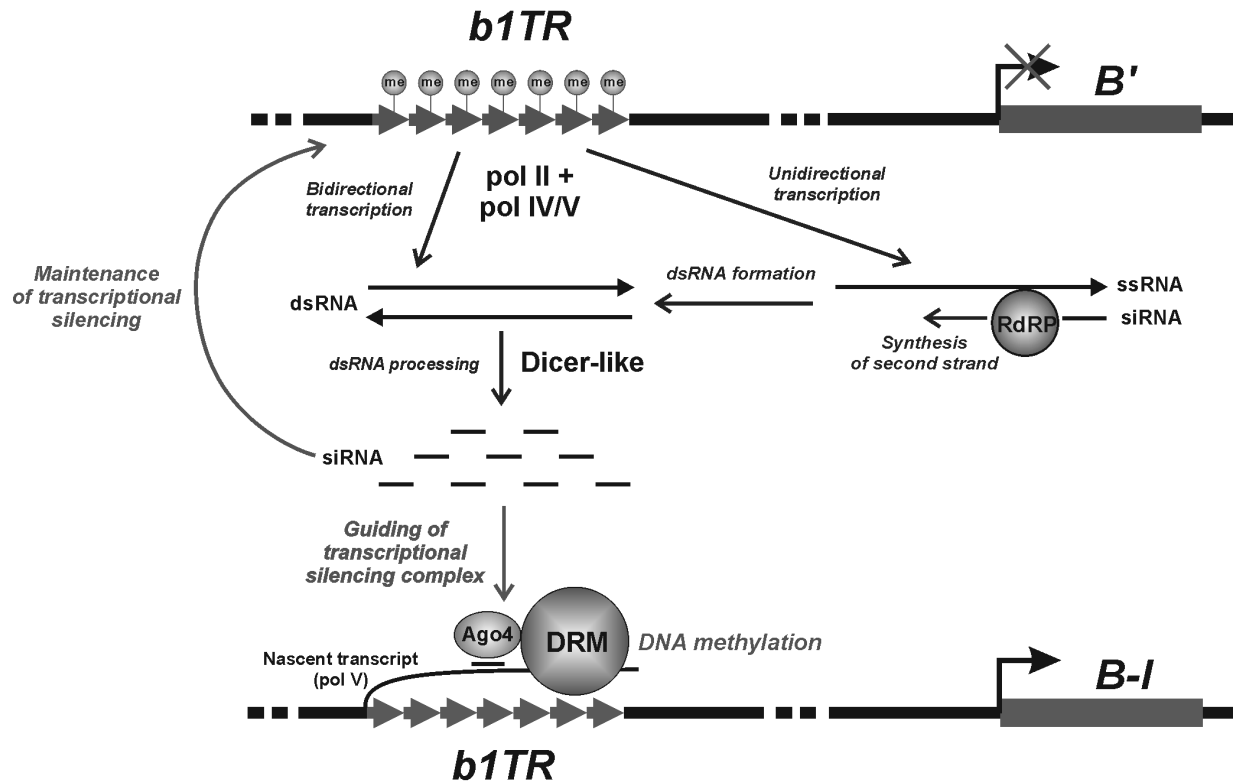 b1TR
me me me me me me me
B'
Bidirectional
transcription
pol II +
pol IV/V
Unidirectional
transcription
Maintenance
of transcriptional
silencing
dsRNA
dsRNA formation
ssRNA
RdRP
siRNA
Synthesis
of second strand
dsRNA processing
Dicer-like
siRNA
Guiding of
transcriptional
silencing complex
Ago4
DRM
DNA methylation
Nascent transcript
(pol V)
B-I
b1TR